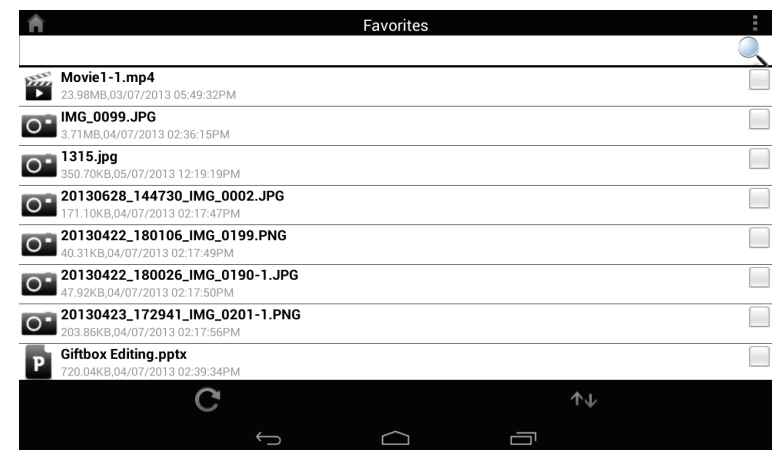 Favorites
Movie1-1.mp4
23.98MB,03/07/2013 05:49:32PM
IMG_0099.JPG
3.71MB,04/07/2013 02:36:15PM
1315.jpg
350.70KB,05/07/2013 12:19:19PM
20130628_144730_IMG_0002.JPG
171.10KB,04/07/2013 02:17:47PM
20130422_180106_IMG_0199.PNG
40.31KB,04/07/2013 02:17:49PM
20130422_180026_IMG_0190-1.JPG
47.92KB,04/07/2013 02:17:50PM
20130423_172941_IMG_0201-1.PNG
203.86KB,04/07/2013 02:17:56PM
P
Giftbox Editing.pptx
720.04KB,04/07/2013 02:39:34PM